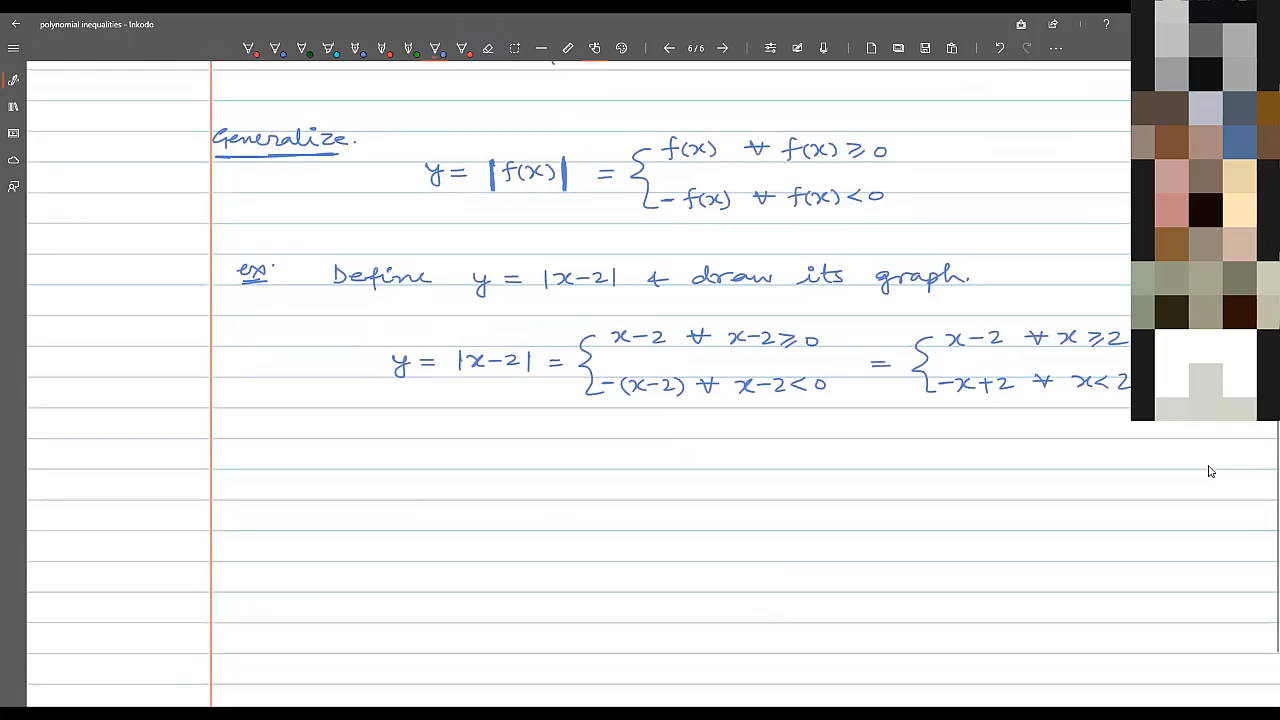 polynomial inequalities - Inkodo
6/6
Generalize.
y = |f(x)| = { f(x) ∀ f(x) ≥ 0
-f(x) ∀ f(x) < 0
ex. Define y = |x-2| & draw its graph.
y = |x-2| = { x-2 ∀ x-2 ≥ 0 = { x-2 ∀ x ≥ 2
-(x-2) ∀ x-2 < 0 -x+2 ∀ x < 2